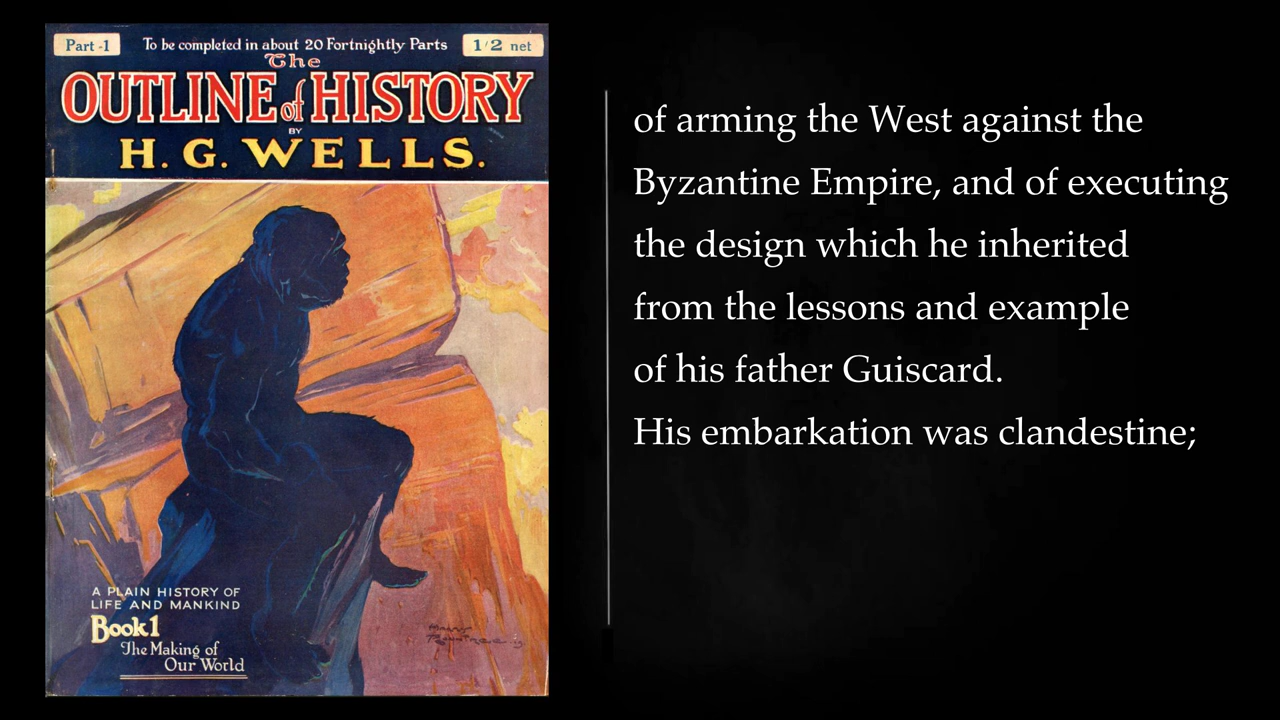 Part -1
To be completed in about 20 Fortnightly Parts
1/2 net
The
OUTLINE of HISTORY
BY
H. G. WELLS.
A PLAIN HISTORY OF
LIFE AND MANKIND
Book 1
The Making of
Our World
of arming the West against the
Byzantine Empire, and of executing
the design which he inherited
from the lessons and example
of his father Guiscard.
His embarkation was clandestine;